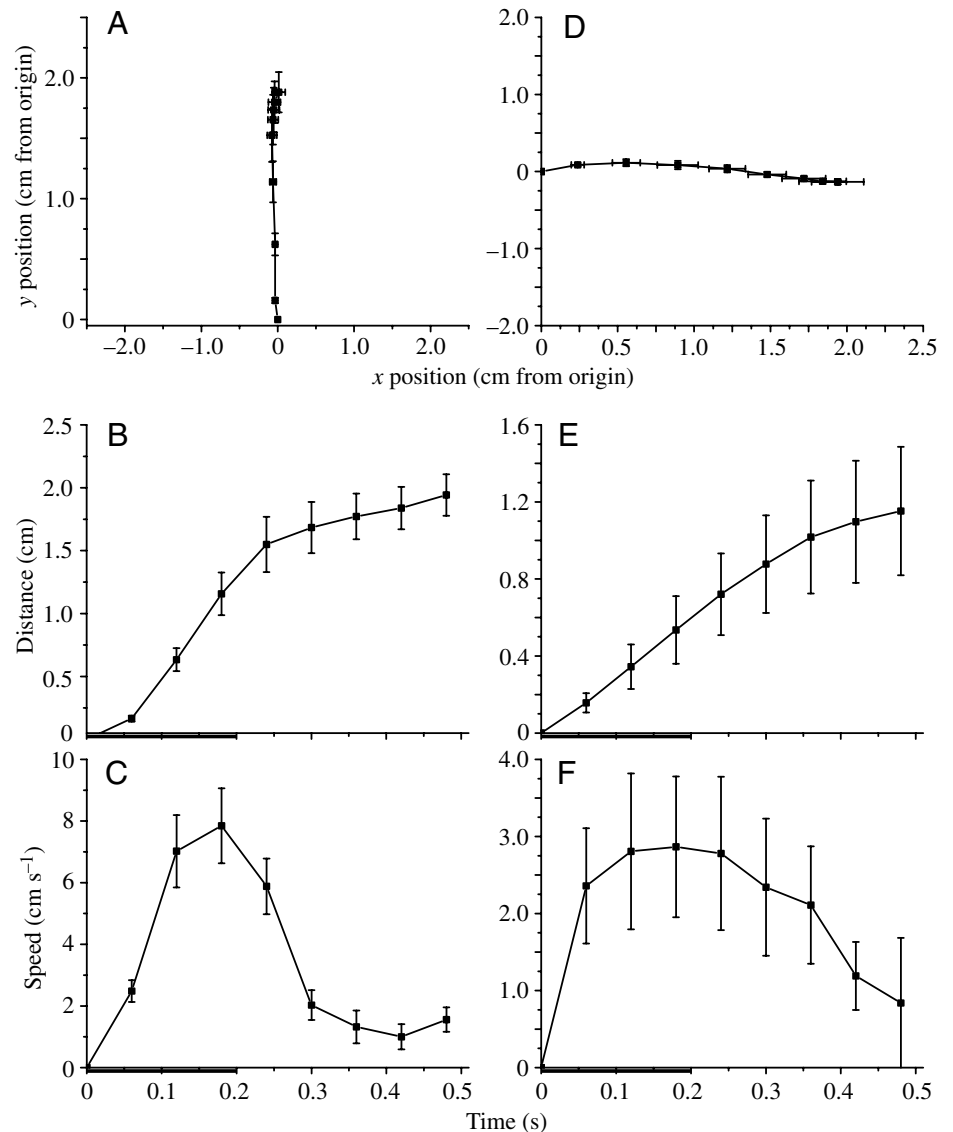 A
y position (cm from origin)
2.0
1.0
0
–2.0 –1.0 0 1.0 2.0
D
2.0
1.0
0
–1.0
–2.0
0 0.5 1.0 1.5 2.0 2.5
x position (cm from origin)
B
Distance (cm)
2.5
2.0
1.5
1.0
0.5
0
E
1.6
1.2
0.8
0.4
0
C
Speed (cm s–1)
10
8
6
4
2
0
0 0.1 0.2 0.3 0.4 0.5
F
4.0
3.0
2.0
1.0
0
0 0.1 0.2 0.3 0.4 0.5
Time (s)